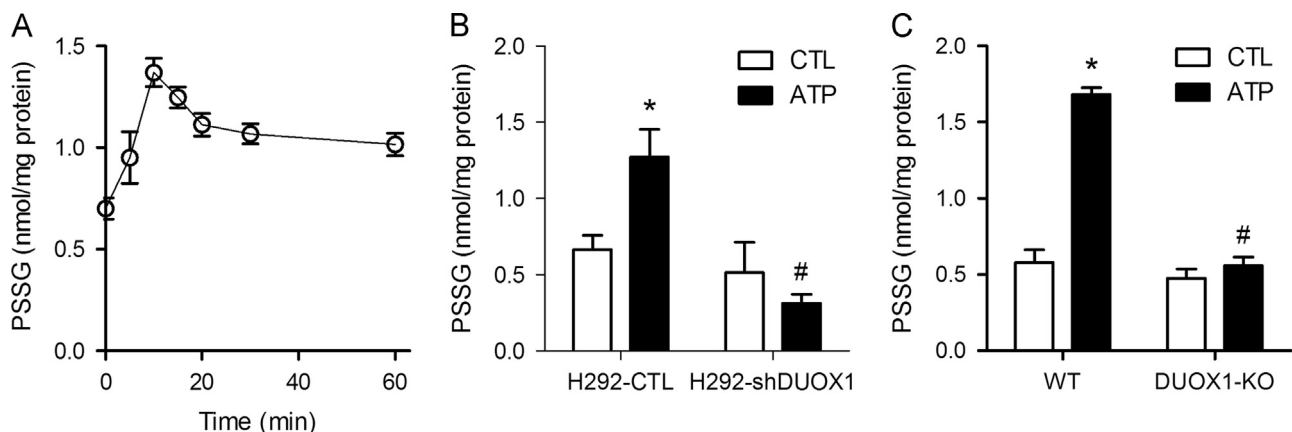 A
PSSG (nmol/mg protein)
1.5
1.0
0.5
0.0
0
20
40
60
Time (min)
B
PSSG (nmol/mg protein)
2.0
1.5
1.0
0.5
0.0
CTL
ATP
*
#
H292-CTL
H292-shDUOX1
C
PSSG (nmol/mg protein)
2.0
1.5
1.0
0.5
0.0
CTL
ATP
*
#
WT
DUOX1-KO